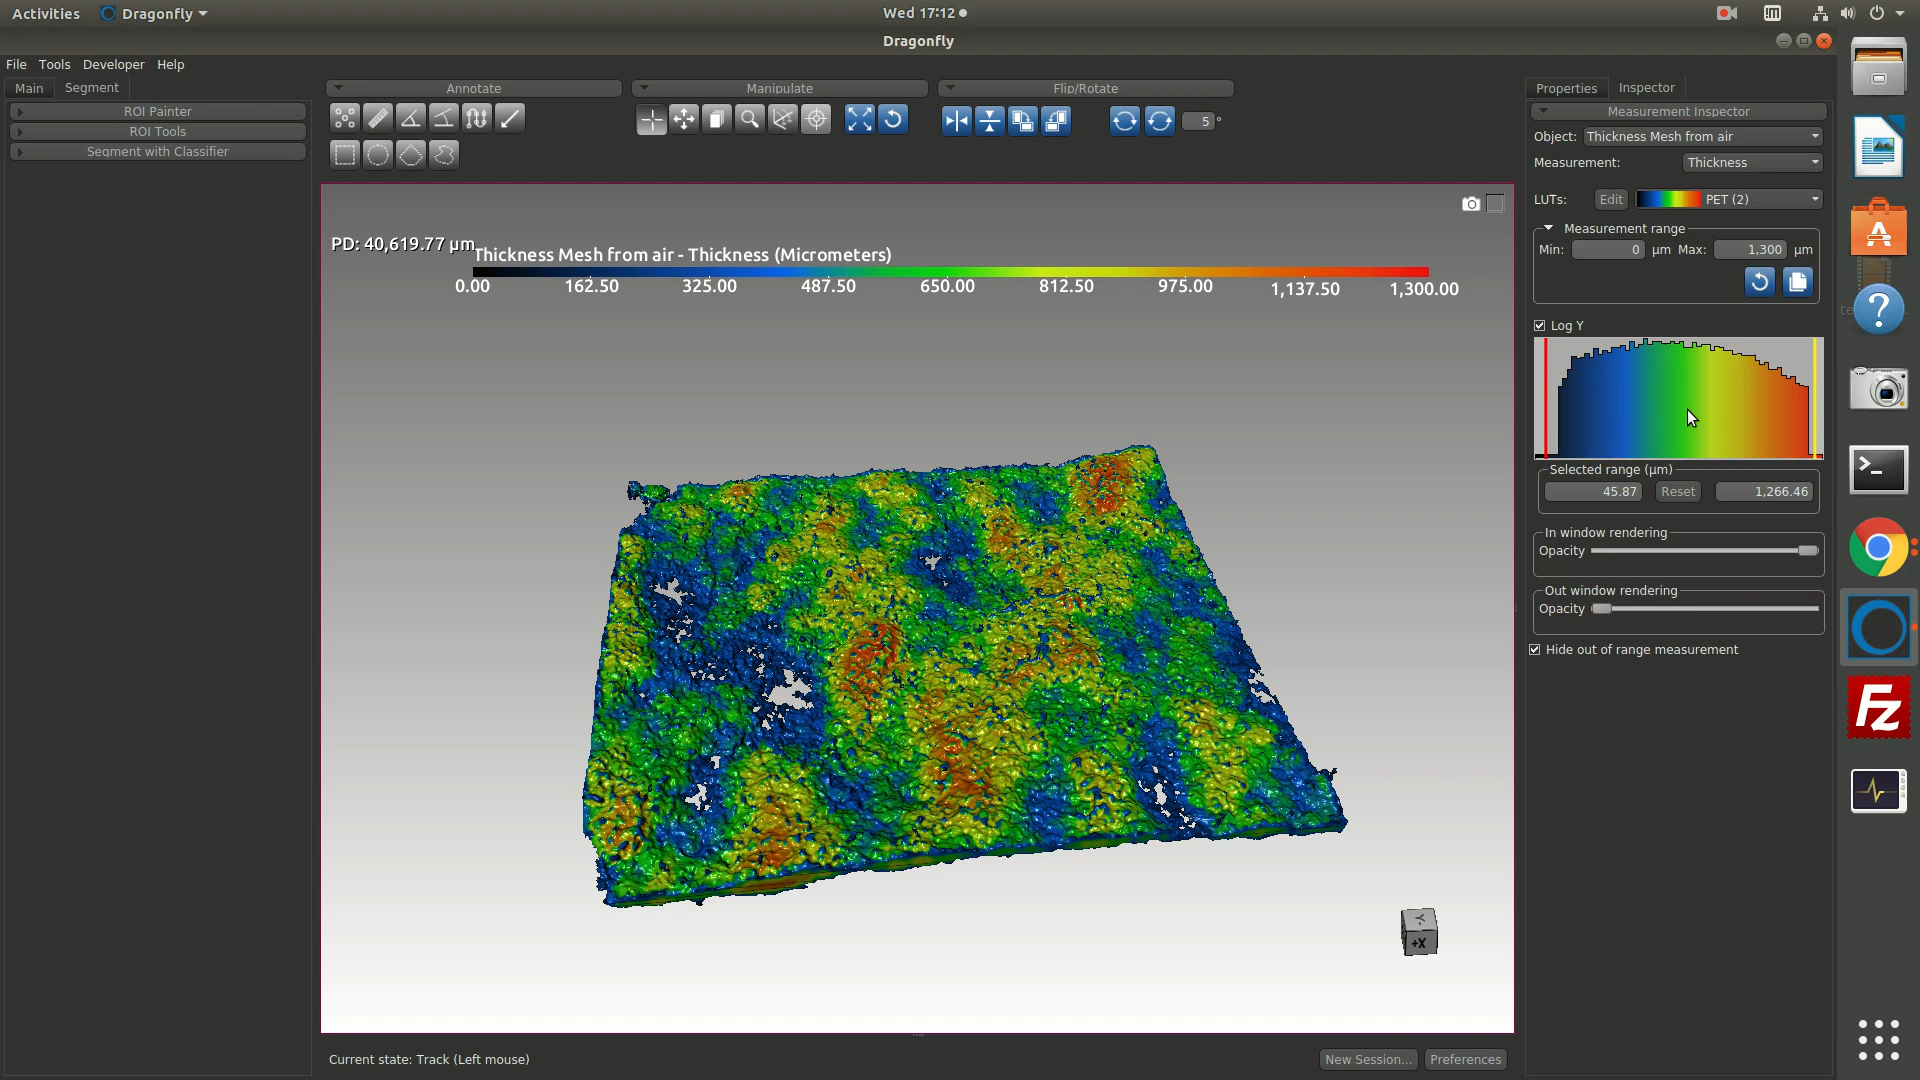 Activities Dragonfly Wed 17:12
Dragonfly
File Tools Developer Help
Main Segment Annotate Manipulate Flip/Rotate Properties Inspector
ROI Painter
ROI Tools
Segment with Classifier
5 °
Measurement Inspector
Object: Thickness Mesh from air
Measurement: Thickness
LUTs: Edit PET (2)
Measurement range
Min: 0 µm Max: 1,300 µm
PD: 40,619.77 µm
Thickness Mesh from air - Thickness (Micrometers)
0.00 162.50 325.00 487.50 650.00 812.50 975.00 1,137.50 1,300.00
Log Y
Selected range (µm)
45.87 Reset 1,266.46
In window rendering
Opacity
Out window rendering
Opacity
Hide out of range measurement
Y-
+X
Current state: Track (Left mouse) New Session... Preferences
A
?
>_
Fz